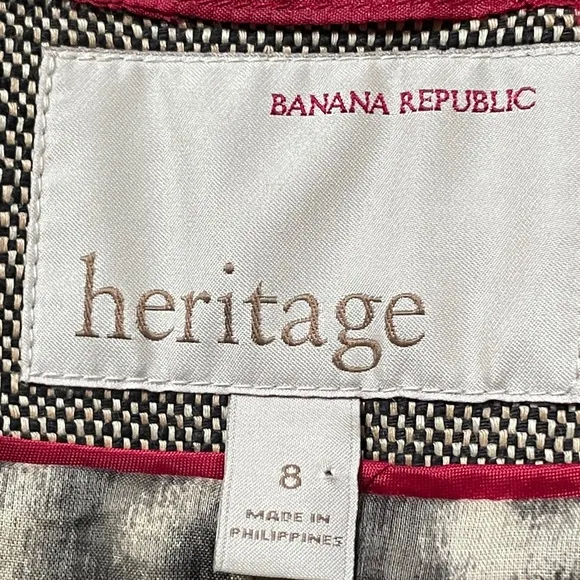 BANANA REPUBLIC
heritage
8
MADE IN
PHILIPPINES